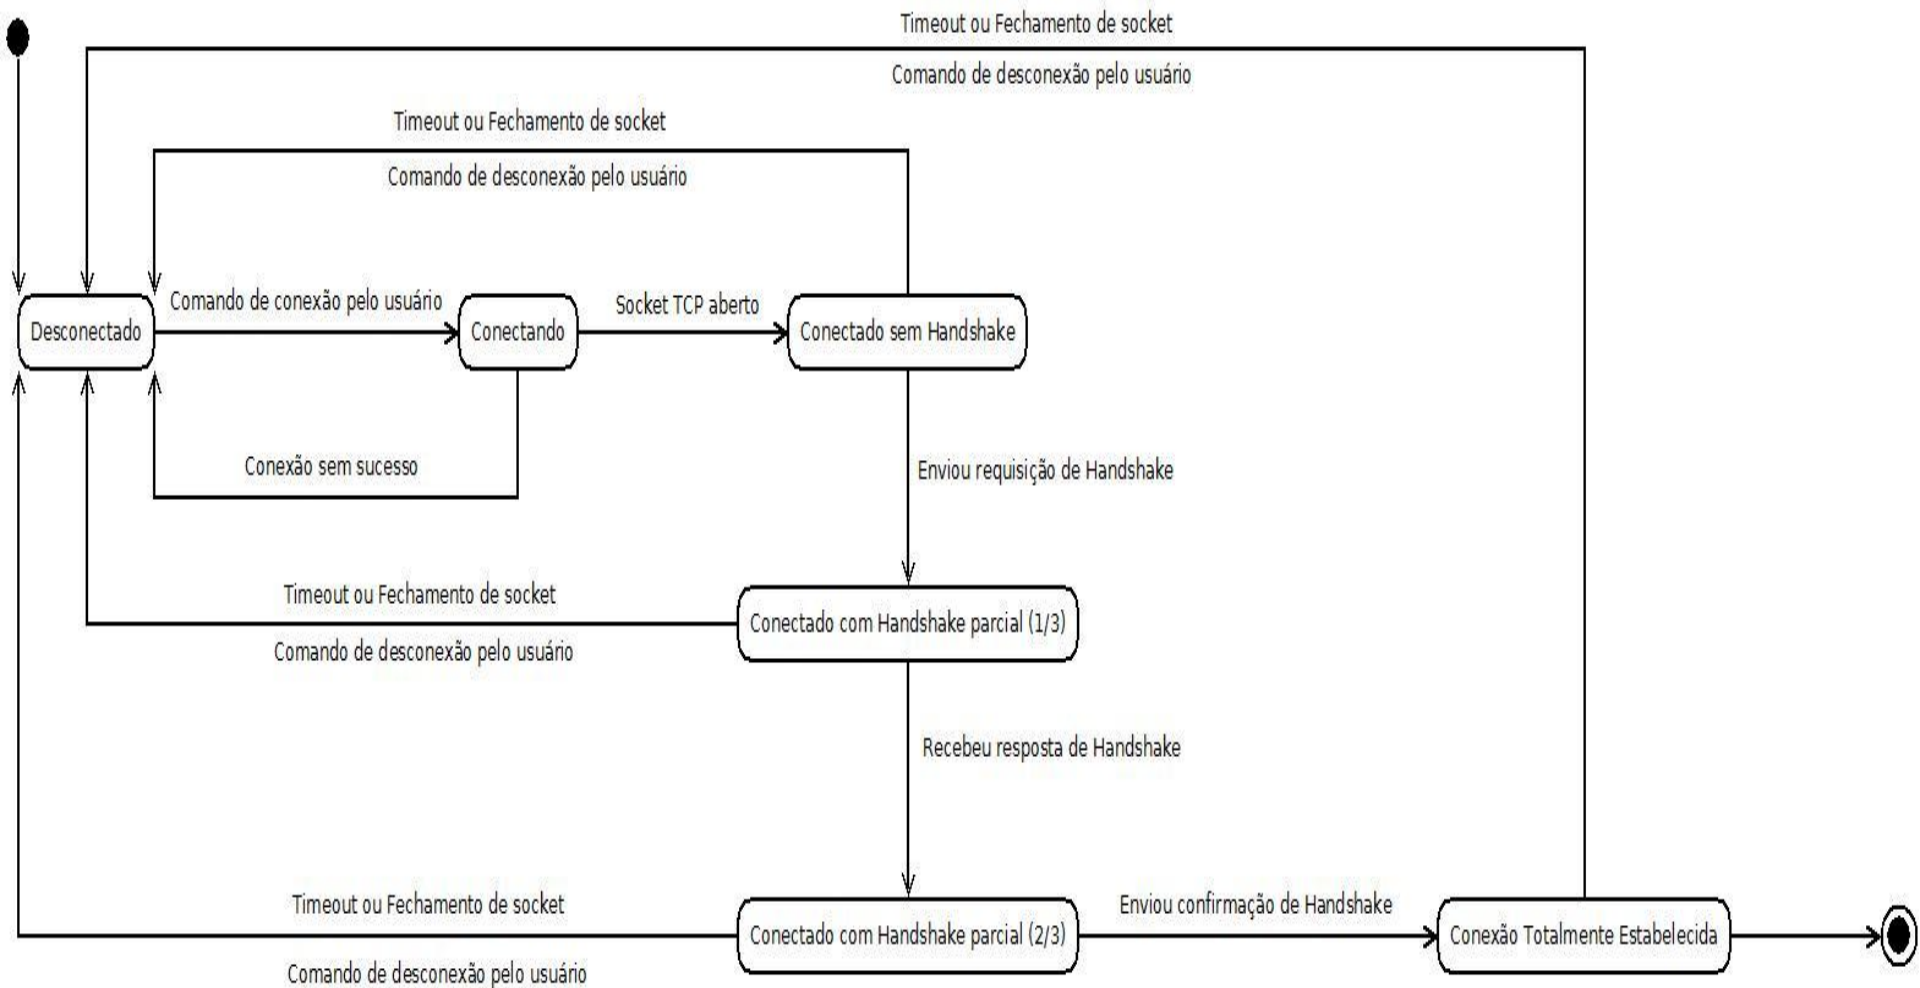 Timeout ou Fechamento de socket
Comando de desconexão pelo usuário
Timeout ou Fechamento de socket
Comando de desconexão pelo usuário
Comando de conexão pelo usuário
Socket TCP aberto
Desconectado
Conectando
Conectado sem Handshake
Conexão sem sucesso
Enviou requisição de Handshake
Timeout ou Fechamento de socket
Conectado com Handshake parcial (1/3)
Comando de desconexão pelo usuário
Recebeu resposta de Handshake
Timeout ou Fechamento de socket
Enviou confirmação de Handshake
Conectado com Handshake parcial (2/3)
Conexão Totalmente Estabelecida
Comando de desconexão pelo usuário